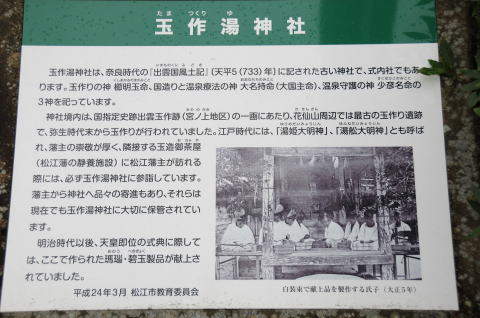 たま つくり ゆ
玉作湯神社
玉作湯神社は、奈良時代の『出雲国風土記』(天平5(733)年)に記された古い神社で、式内社でもあ
ります。玉作りの神 櫛明玉命、国造りと温泉療法の神 大名持命(大国主命)、温泉守護の神 少彦名命の
3神を祀っています。
神社境内は、国指定史跡出雲玉作跡(宮ノ上地区)の一画にあたり、花仙山周辺では最古の玉作り遺跡
で、弥生時代末から玉作りが行われていました。江戸時代には、「湯姫大明神」、「湯船大明神」とも呼ば
れ、藩主の崇敬が厚く、隣接する玉造御茶屋
(松江藩の静養施設)に松江藩主が訪れる
際には、必ず玉作湯神社に参詣しています。
藩主から神社へ品々の寄進もあり、それらは
現在でも玉作湯神社に大切に保管されていま
す。
明治時代以後、天皇即位の式典に際して
は、ここで作られた瑪瑙・碧玉製品が献上さ
れていました。
平成24年3月 松江市教育委員会
白装束で献上品を製作する氏子(大正5年)